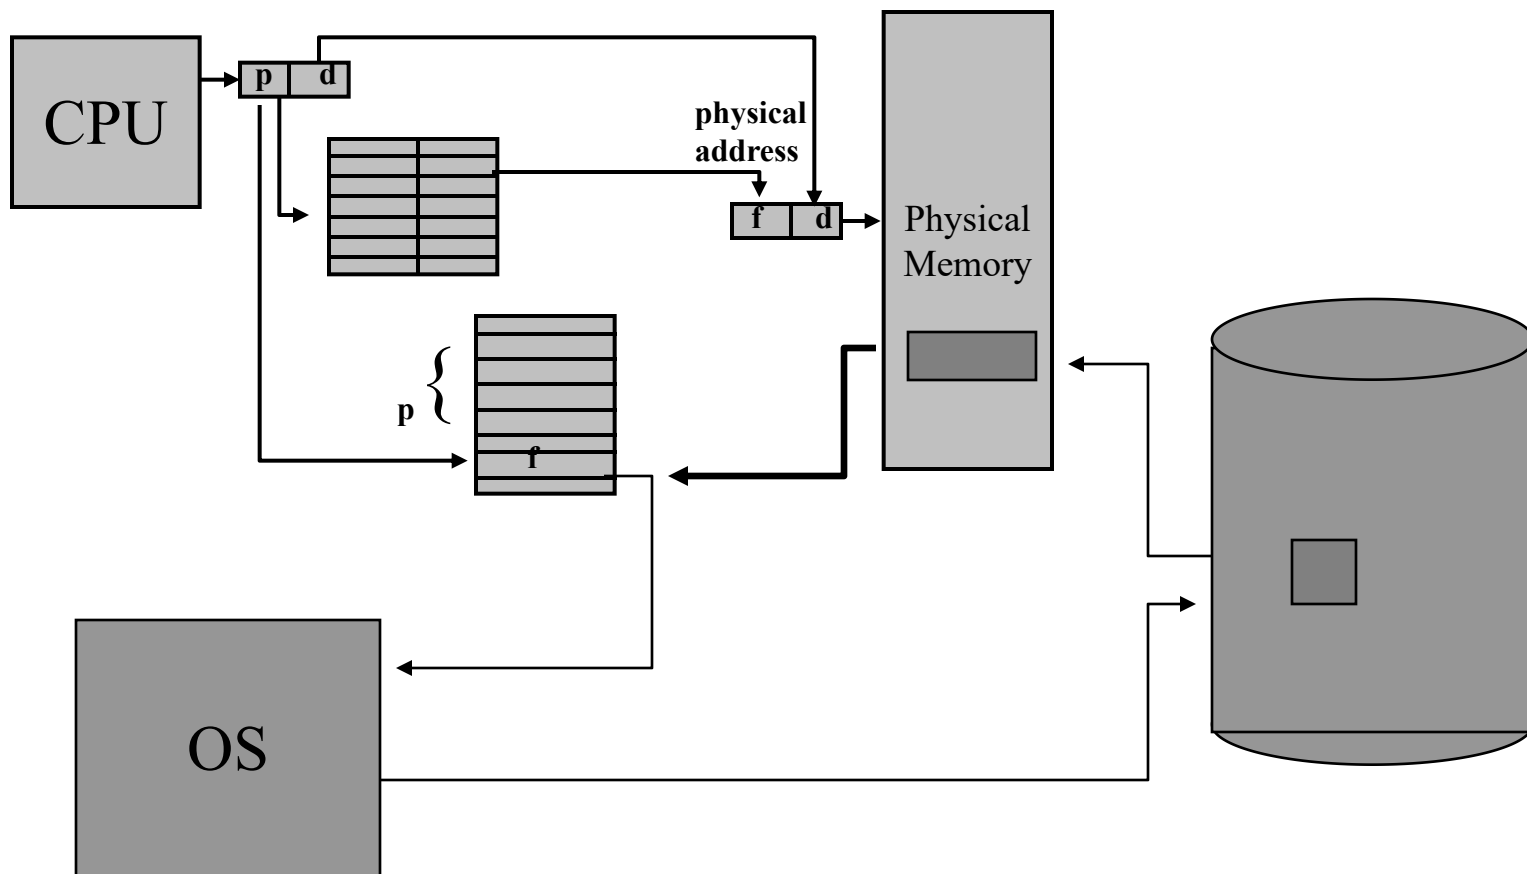 CPU
p d
physical
address
f d
Physical
Memory
p {
f
OS